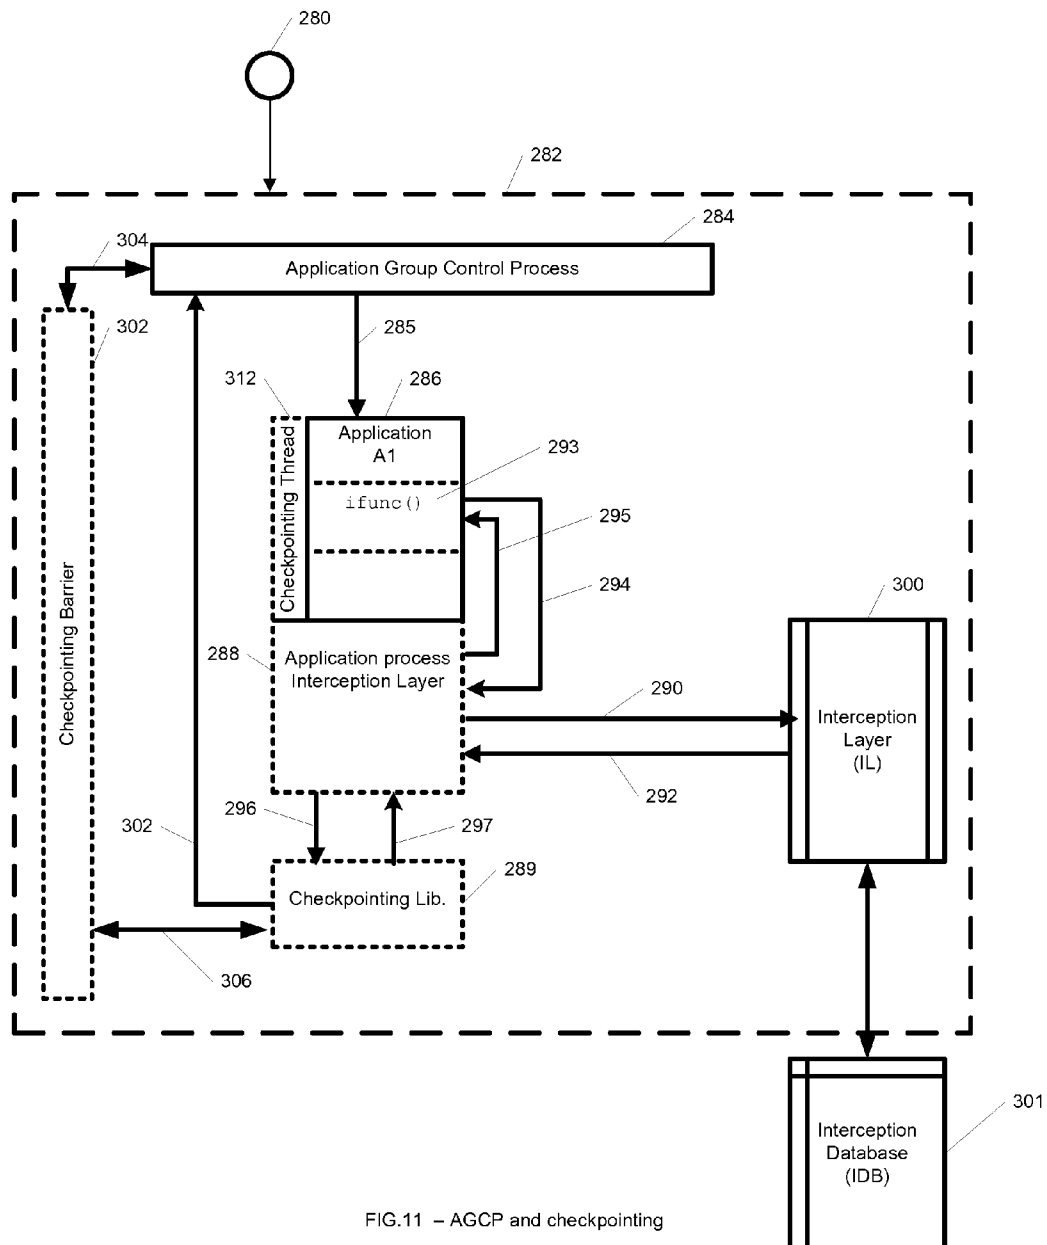 280
282
284
304
Application Group Control Process
302
285
312
286
Application
A1
293
ifunc()
295
Checkpointing Thread
294
300
Checkpointing Barrier
288
Application process
Interception Layer
290
Interception
Layer
(IL)
292
296
297
302
289
Checkpointing Lib.
306
301
Interception
Database
(IDB)
FIG.11 – AGCP and checkpointing